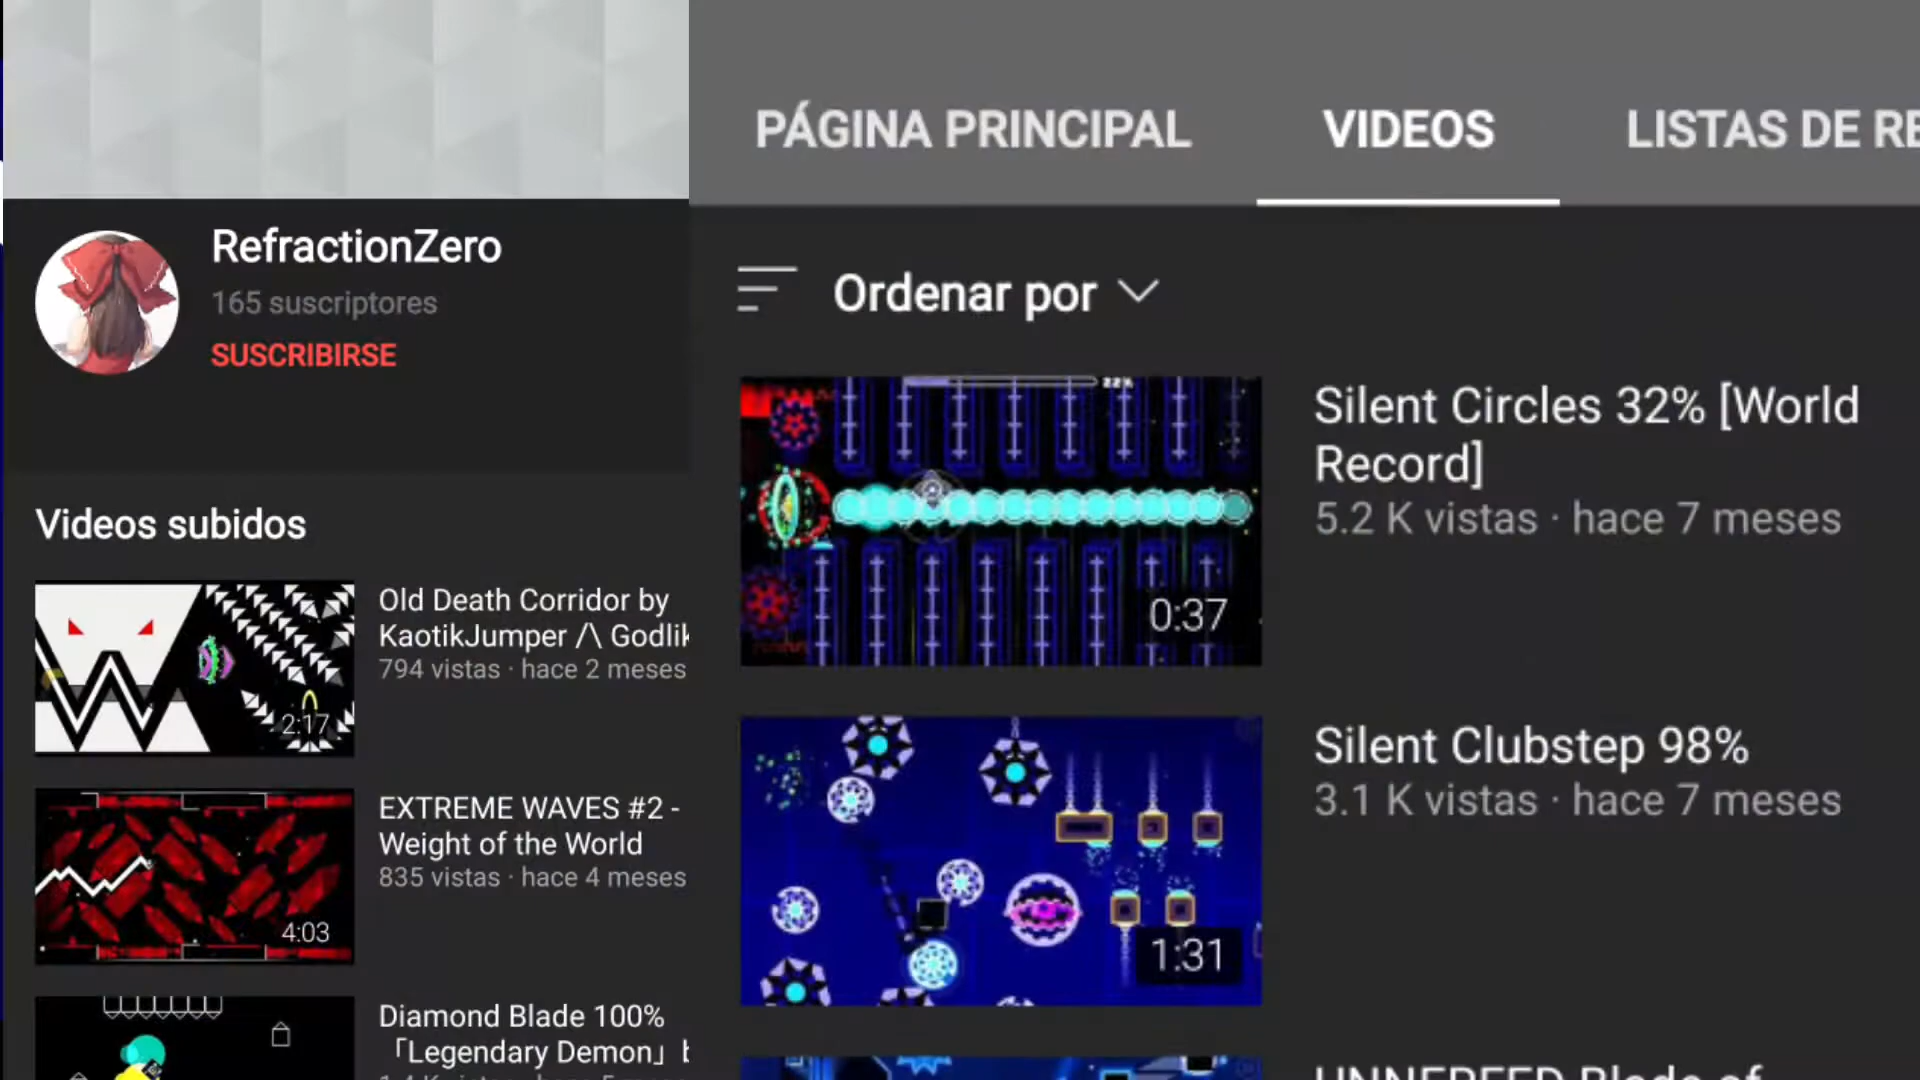 RefractionZero
165 suscriptores
SUSCRIBIRSE
Videos subidos
2:17
Old Death Corridor by
KaotikJumper /\ Godlik
794 vistas · hace 2 meses
4:03
EXTREME WAVES #2 -
Weight of the World
835 vistas · hace 4 meses
Diamond Blade 100%
「Legendary Demon」
PÁGINA PRINCIPAL
VIDEOS
LISTAS DE RE
Ordenar por
22%
0:37
Silent Circles 32% [World
Record]
5.2 K vistas · hace 7 meses
1:31
Silent Clubstep 98%
3.1 K vistas · hace 7 meses